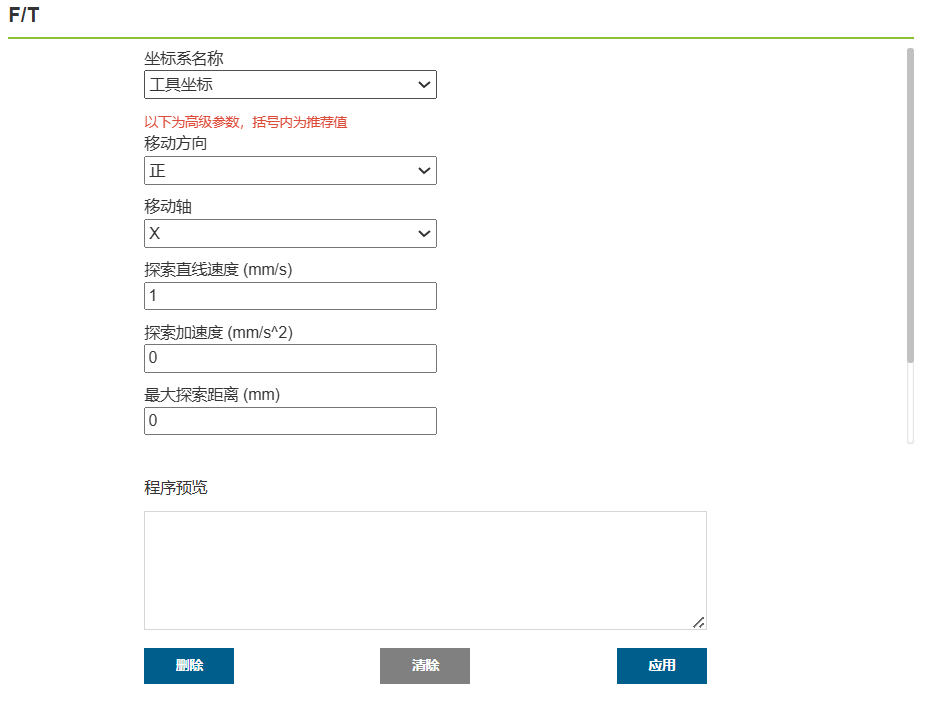 F/T
坐标系名称
工具坐标
以下为高级参数，括号内为推荐值
移动方向
正
移动轴
X
探索直线速度 (mm/s)
1
探索加速度 (mm/s^2)
0
最大探索距离 (mm)
0
程序预览
删除 清除 应用